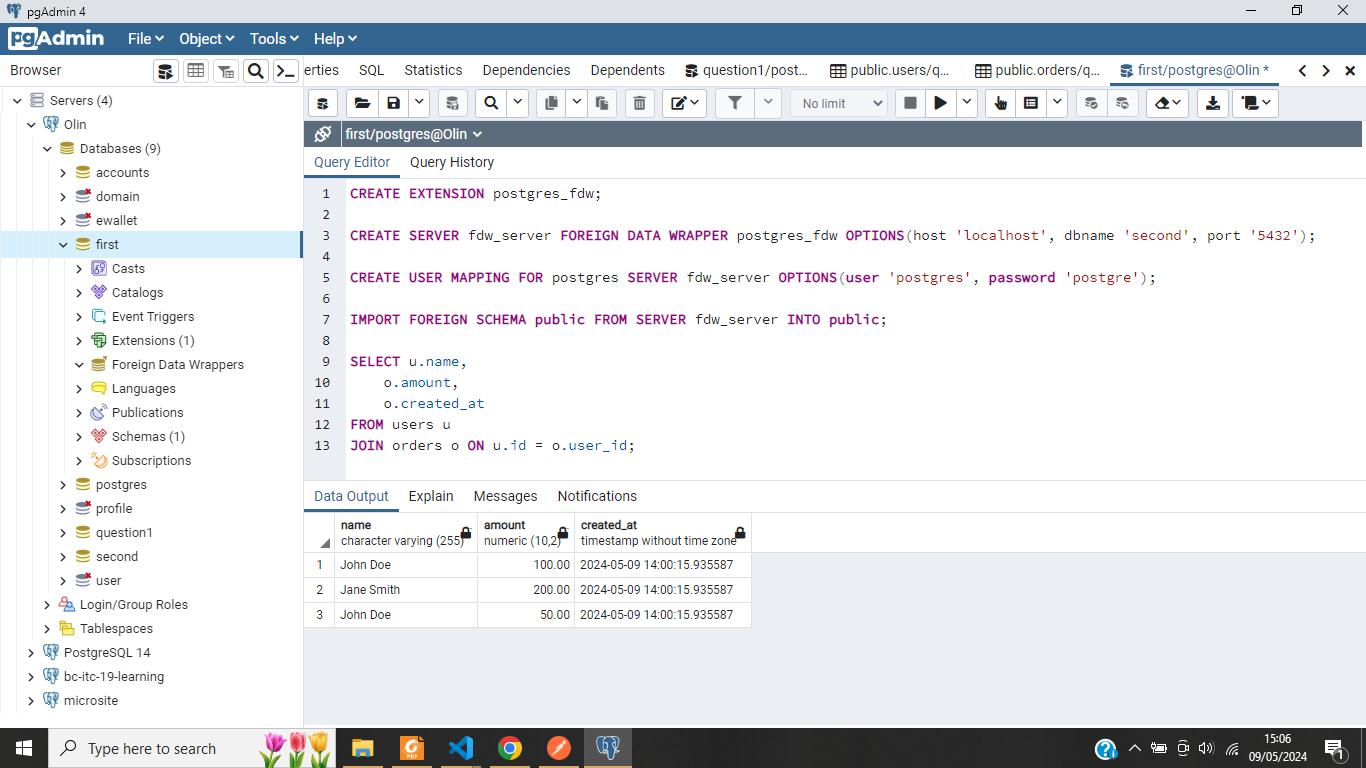 pgAdmin 4
pgAdmin File Object Tools Help
Browser
erties SQL Statistics Dependencies Dependents question1/post... public.users/q... public.orders/q... first/postgres@Olin *
No limit
first/postgres@Olin
Query Editor Query History
Servers (4)
Olin
Databases (9)
accounts
domain
ewallet
first
Casts
Catalogs
Event Triggers
Extensions (1)
Foreign Data Wrappers
Languages
Publications
Schemas (1)
Subscriptions
postgres
profile
question1
second
user
Login/Group Roles
Tablespaces
PostgreSQL 14
bc-itc-19-learning
microsite
1 CREATE EXTENSION postgres_fdw;
2
3 CREATE SERVER fdw_server FOREIGN DATA WRAPPER postgres_fdw OPTIONS(host 'localhost', dbname 'second', port '5432');
4
5 CREATE USER MAPPING FOR postgres SERVER fdw_server OPTIONS(user 'postgres', password 'postgre');
6
7 IMPORT FOREIGN SCHEMA public FROM SERVER fdw_server INTO public;
8
9 SELECT u.name,
10 o.amount,
11 o.created_at
12 FROM users u
13 JOIN orders o ON u.id = o.user_id;
Data Output Explain Messages Notifications
name amount created_at
character varying (255) numeric (10,2) timestamp without time zone
1 John Doe 100.00 2024-05-09 14:00:15.935587
2 Jane Smith 200.00 2024-05-09 14:00:15.935587
3 John Doe 50.00 2024-05-09 14:00:15.935587
Type here to search
15:06
09/05/2024
1